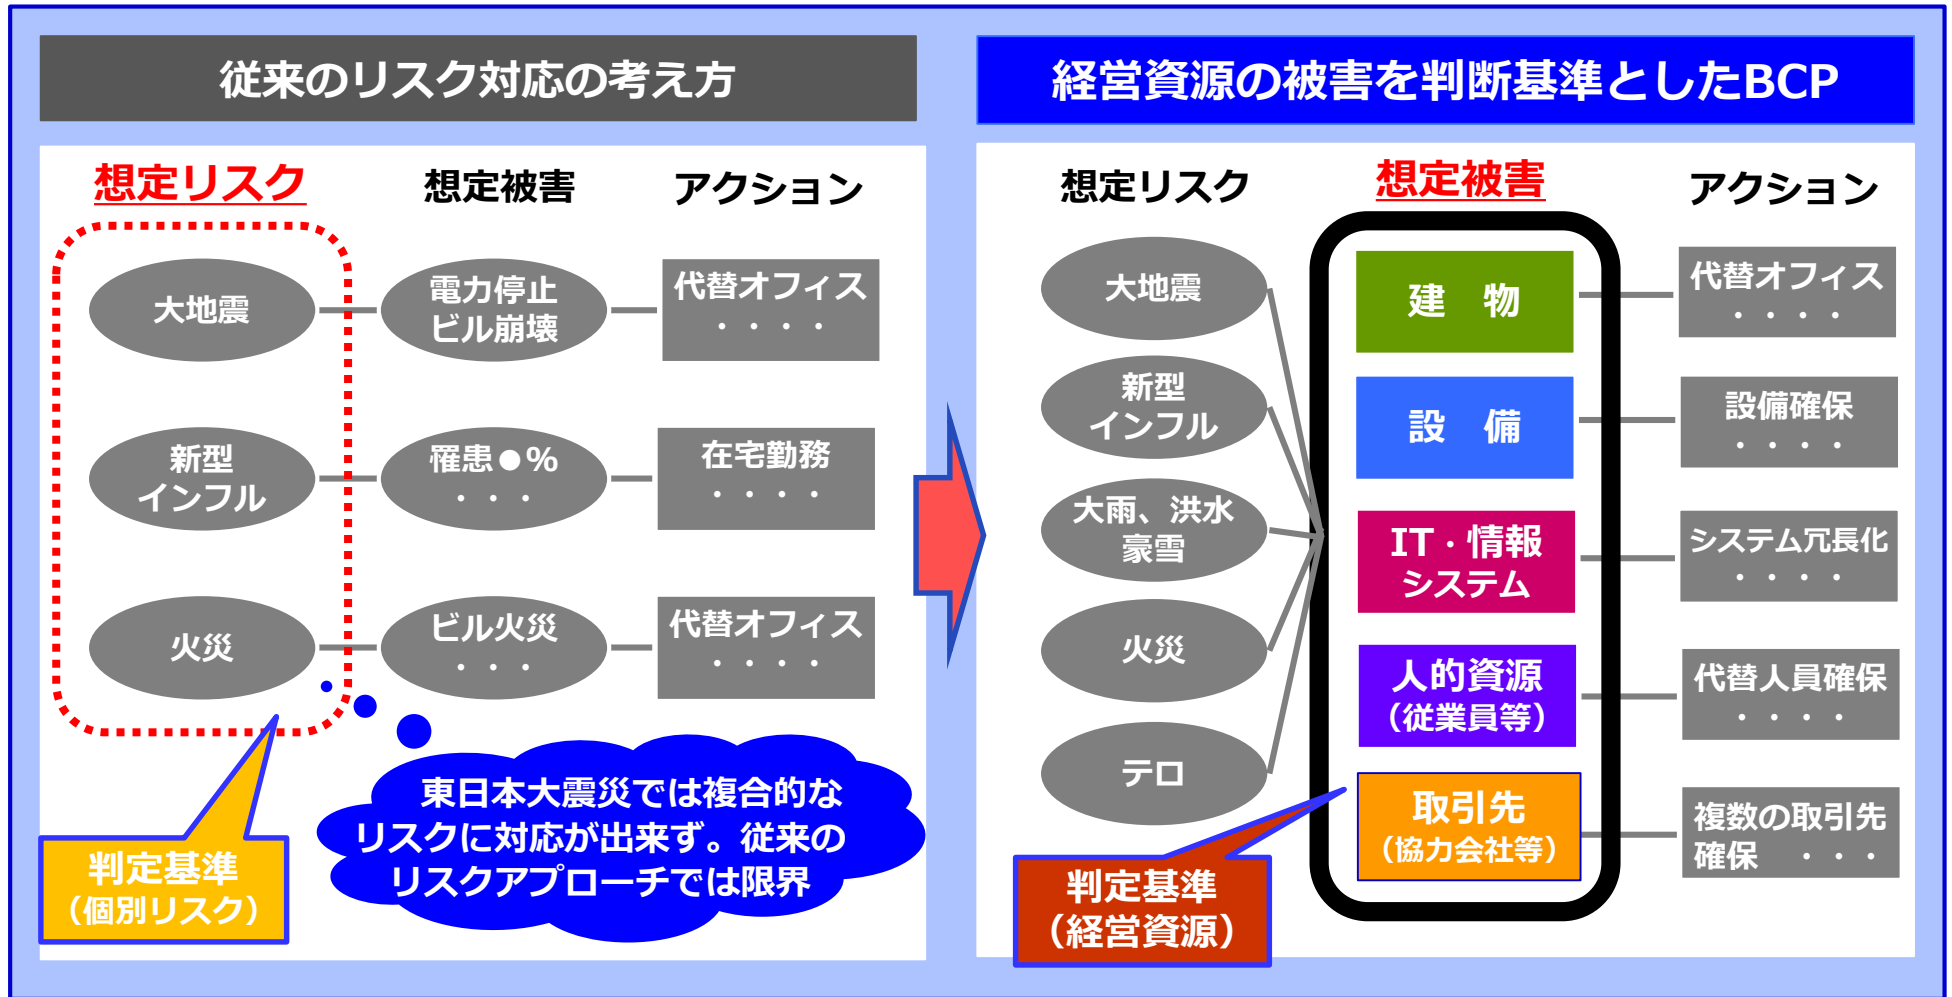 従来のリスク対応の考え方
想定リスク
想定被害
アクション
大地震
電力停止
ビル崩壊
代替オフィス
・・・・
新型
インフル
罹患●%
・・・
在宅勤務
・・・・
火災
ビル火災
・・・
代替オフィス
・・・・
東日本大震災では複合的な
リスクに対応が出来ず。従来の
リスクアプローチでは限界
判定基準
（個別リスク）
経営資源の被害を判断基準としたBCP
想定リスク
想定被害
アクション
大地震
新型
インフル
大雨、洪水
豪雪
火災
テロ
建　物
設　備
IT・情報
システム
人的資源
（従業員等）
取引先
（協力会社等）
代替オフィス
・・・・
設備確保
・・・・
システム冗長化
・・・・
代替人員確保
・・・・
複数の取引先
確保　・・・
判定基準
（経営資源）